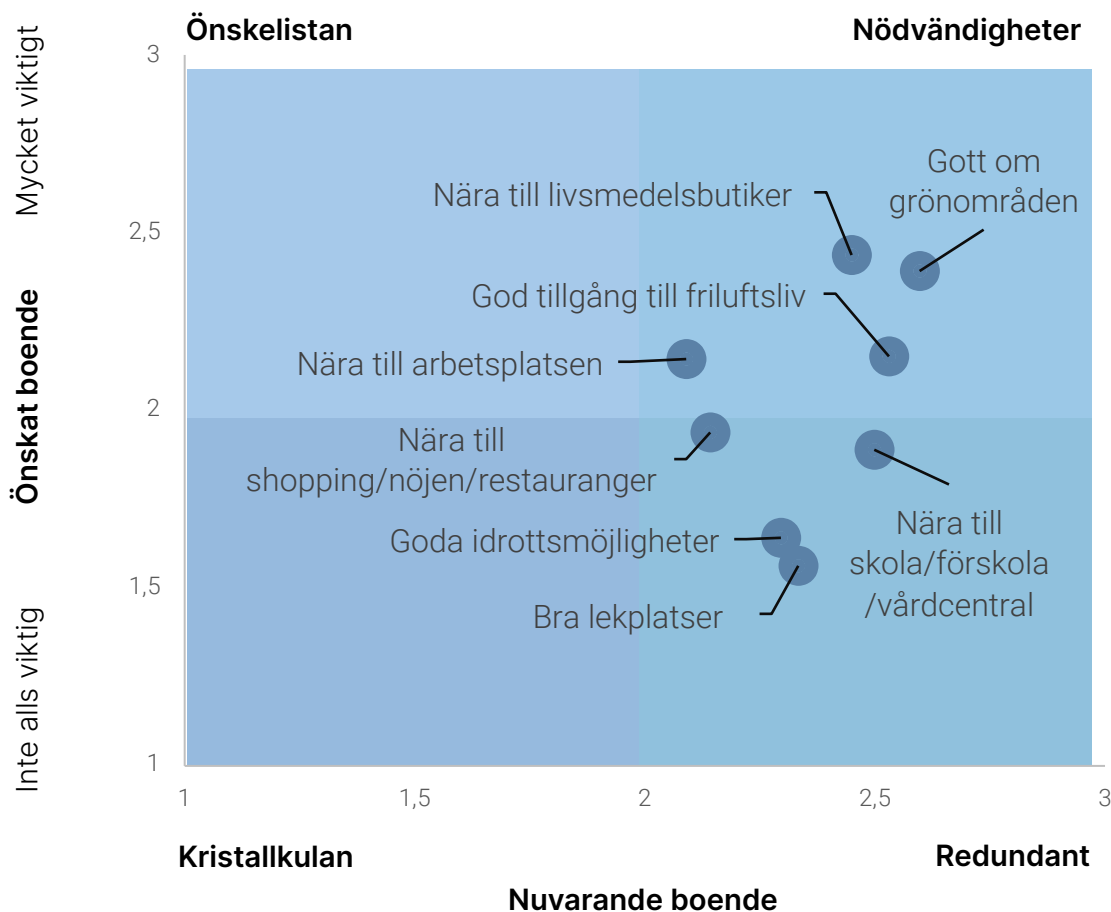 Önskelistan
Nödvändigheter
Mycket viktigt
Önskat boende
Inte alls viktig
3
2,5
2
1,5
1
Gott om
grönområden
Nära till livsmedelsbutiker
God tillgång till friluftsliv
Nära till arbetsplatsen
Nära till
shopping/nöjen/restauranger
Goda idrottsmöjligheter
Nära till
skola/förskola
/vårdcentral
Bra lekplatser
1
1,5
2
2,5
3
Kristallkulan
Redundant
Nuvarande boende